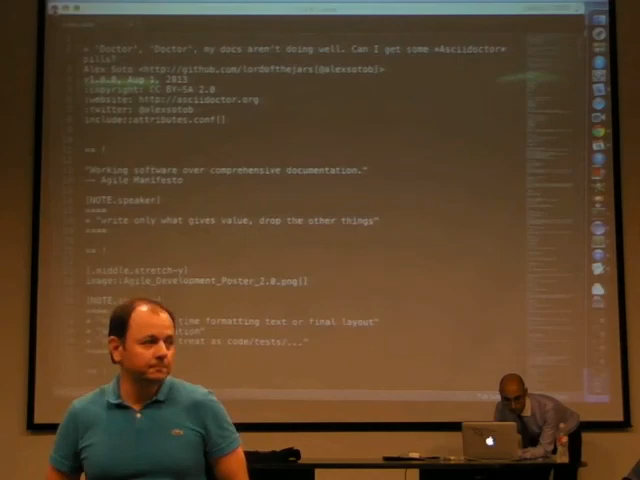 = 'Doctor', 'Doctor', my docs aren't doing well. Can I get some *Asciidoctor*
pills?
Alex Soto <http://github.com/lordofthejars[@alexsotob]>
v1.0.0, Aug 1, 2013
:copyright: CC BY-SA 2.0
:website: http://asciidoctor.org
:twitter: @alexsotob
include::attributes.conf[]
== !
"Working software over comprehensive documentation."
-- Agile Manifesto
[NOTE.speaker]
====
* "write only what gives value, drop the other things"
====
== !
[.middle.stretch-y]
image::Agile_Development_Poster_2.0.png[]
[NOTE.
time formatting text or final layout"
treat as code/tests/..."